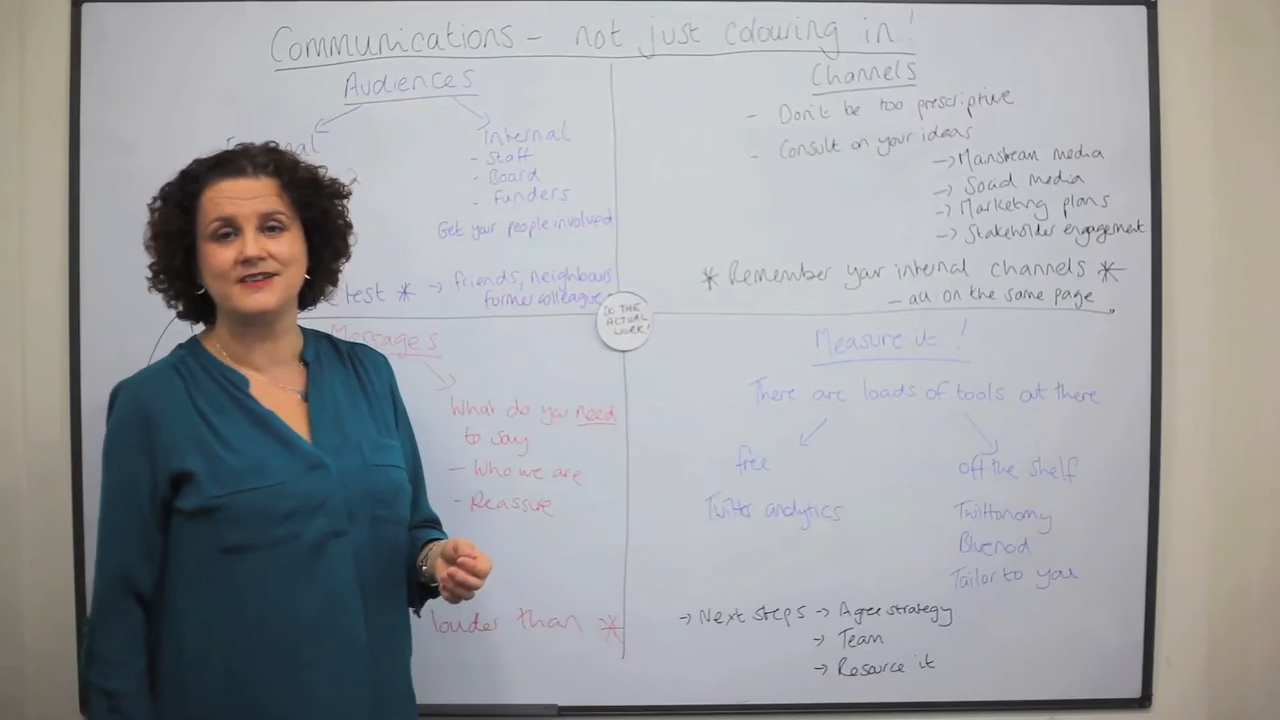 Communications - not just colouring in!
Audiences
Internal
- Staff
- Board
- Funders
Get your people involved
test * → friends, neighbours
former colleague
Channels
- Don't be too prescriptive
- Consult on your ideas
→ Mainstream media
→ Social media
→ Marketing plans
→ Stakeholder engagement
* Remember your internal channels *
- all on the same page
DO THE
ACTUAL
WORK!
Messages
What do you need
to say
- Who we are
- Reassure
louder than *
Measure it!
There are loads of tools out there
free
Twitter analytics
off the shelf
Twittonomy
Bluenod
Tailor to you
→ Next steps → Agree strategy
→ Team
→ Resource it